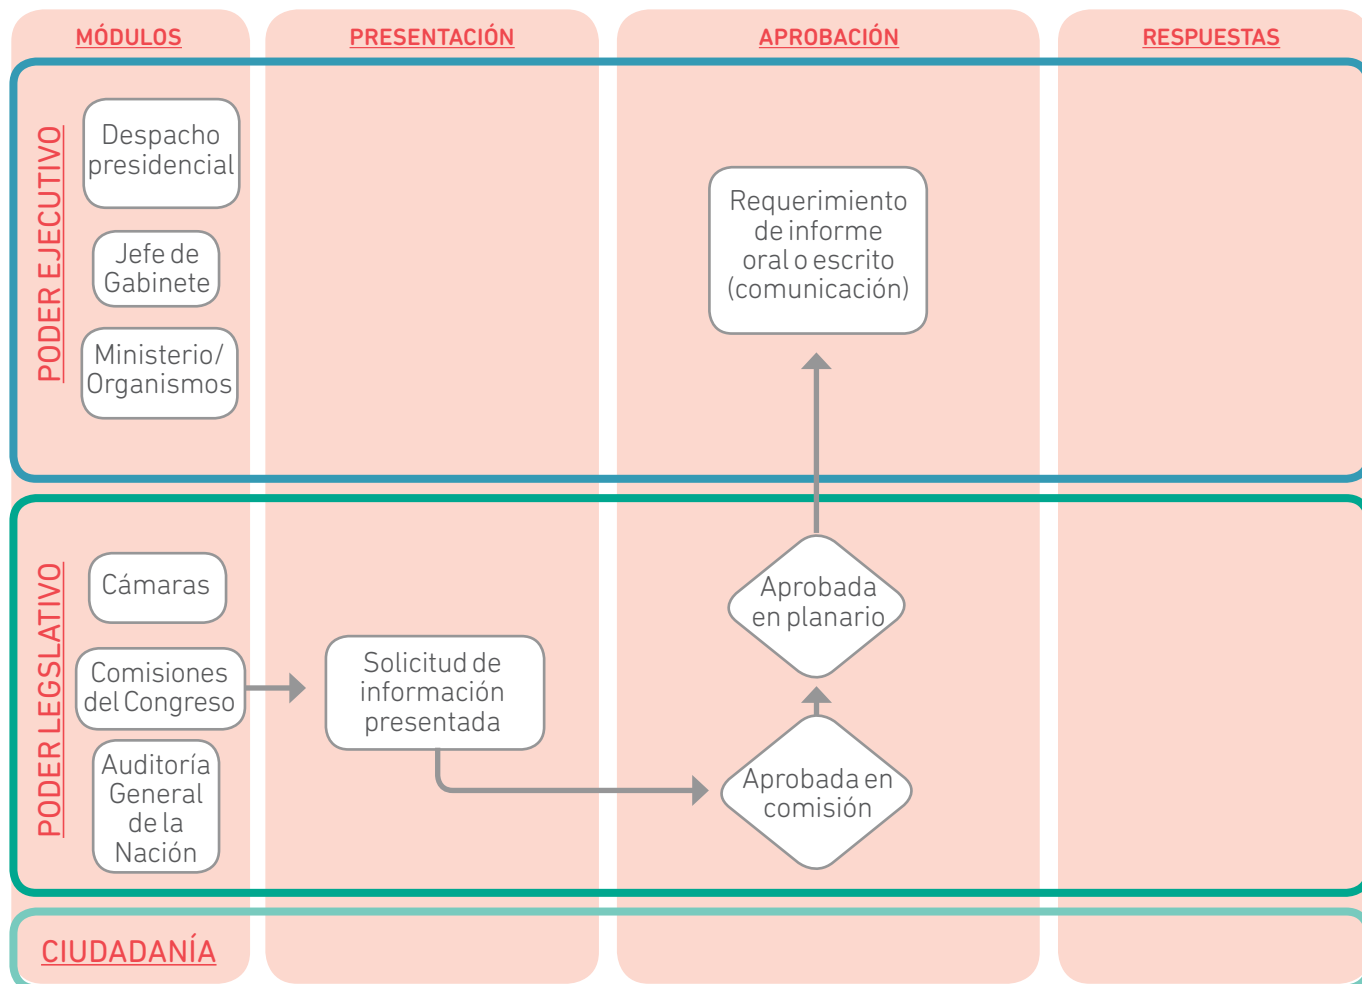 MÓDULOS
PRESENTACIÓN
APROBACIÓN
RESPUESTAS
PODER EJECUTIVO
Despacho
presidencial
Jefe de
Gabinete
Ministerio/
Organismos
Requerimiento
de informe
oral o escrito
(comunicación)
PODER LEGSLATIVO
Cámaras
Comisiones
del Congreso
Auditoría
General
de la
Nación
Solicitud de
información
presentada
Aprobada
en planario
Aprobada en
comisión
CIUDADANÍA